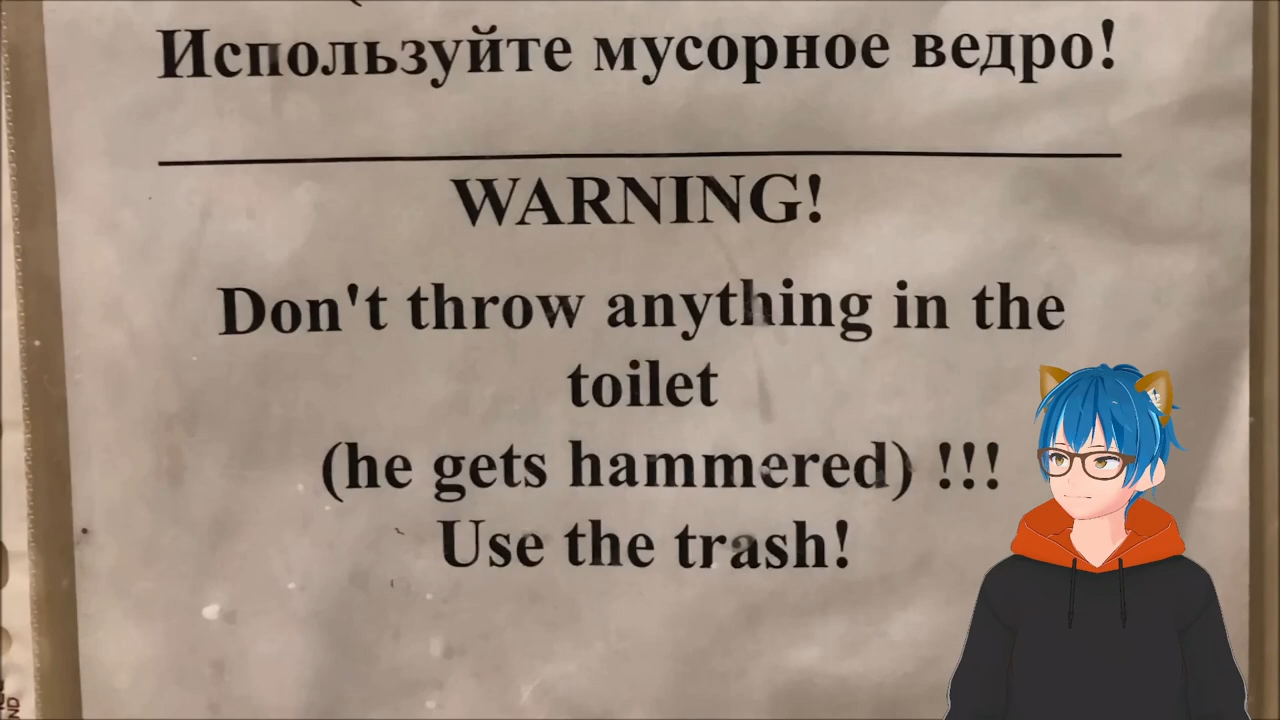 Используйте мусорное ведро!
WARNING!
Don't throw anything in the
toilet
(he gets hammered) !!!
Use the trash!